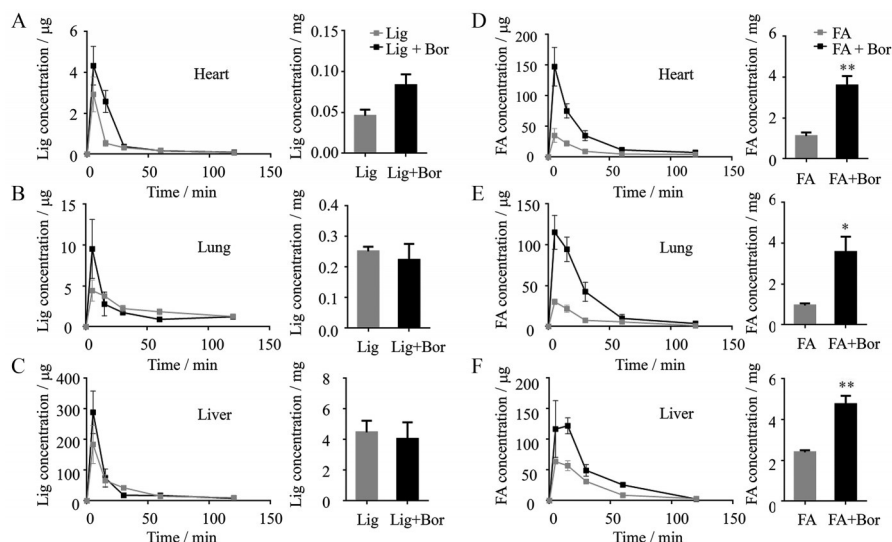 A
Lig concentration / μg
6
4
2
0
Heart
0 50 100 150
Time / min
Lig concentration / mg
0.15
0.10
0.05
0.00
Lig
Lig + Bor
Lig Lig+Bor
D
FA concentration / μg
200
150
100
50
0
Heart
0 50 100 150
Time / min
FA concentration / mg
6
4
2
0
FA
FA + Bor
**
FA FA+Bor
B
Lig concentration / μg
15
10
5
0
Lung
0 50 100 150
Time / min
Lig concentration / mg
0.4
0.3
0.2
0.1
0.0
Lig Lig+Bor
E
FA concentration / μg
150
100
50
0
Lung
0 50 100 150
Time / min
FA concentration / mg
6
4
2
0
*
FA FA+Bor
C
Lig concentration / μg
400
300
200
100
0
Liver
0 50 100 150
Time / min
Lig concentration / mg
8
6
4
2
0
Lig Lig+Bor
F
FA concentration / μg
200
150
100
50
0
Liver
0 50 100 150
Time / min
FA concentration / mg
6
4
2
0
**
FA FA+Bor